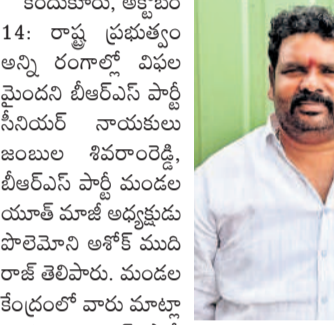 కందుకూరు, అక్టోబర్
14: రాష్ట్ర ప్రభుత్వం
అన్ని రంగాల్లో విఫల
మైందని బీఆర్ఎస్ పార్టీ
సీనియర్ నాయకులు
జంబుల శివరాంరెడ్డి,
బీఆర్ఎస్ పార్టీ మండల
యూత్ మాజీ అధ్యక్షుడు
పొలెమోని అశోక్ ముది
రాజ్ తెలిపారు. మండల
కేంద్రంలో వారు మాట్లా